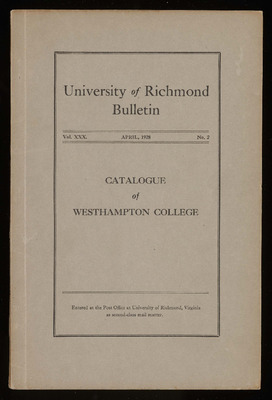 University of Richmond
Bulletin
Vol. XXX. APRIL, 1938 No. 2
CATALOGUE
of
WESTHAMPTON COLLEGE
Entered at the Post Office at University of Richmond, Virginia
as second-class mail matter.